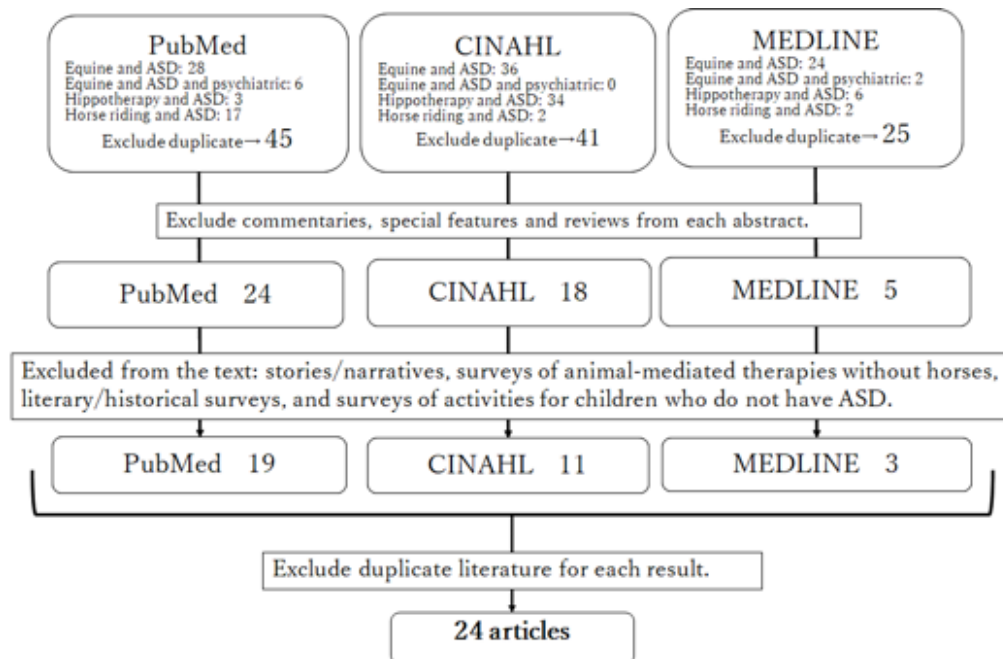 PubMed
Equine and ASD: 28
Equine and ASD and psychiatric: 6
Hippotherapy and ASD: 3
Horse riding and ASD: 17
Exclude duplicate→45
CINAHL
Equine and ASD: 36
Equine and ASD and psychiatric: 0
Hippotherapy and ASD: 34
Horse riding and ASD: 2
Exclude duplicate→41
MEDLINE
Equine and ASD: 24
Equine and ASD and psychiatric: 2
Hippotherapy and ASD: 6
Horse riding and ASD: 2
Exclude duplicate→25
Exclude commentaries, special features and reviews from each abstract.
PubMed 24
CINAHL 18
MEDLINE 5
Excluded from the text: stories/narratives, surveys of animal-mediated therapies without horses,
literary/historical surveys, and surveys of activities for children who do not have ASD.
PubMed 19
CINAHL 11
MEDLINE 3
Exclude duplicate literature for each result.
24 articles